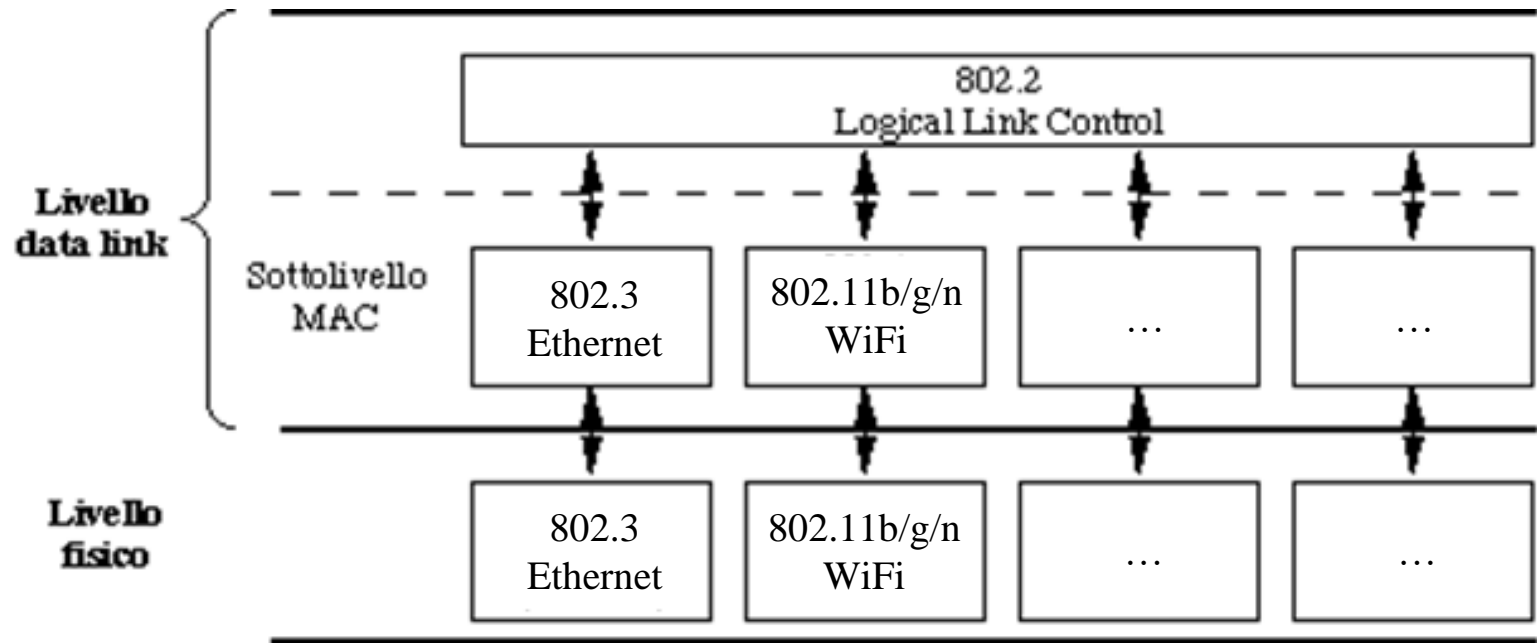 802.2
Logical Link Control
Livello
data link
Sottolivello
MAC
802.3
Ethernet
802.11b/g/n
WiFi
…
…
Livello
fisico
802.3
Ethernet
802.11b/g/n
WiFi
…
…